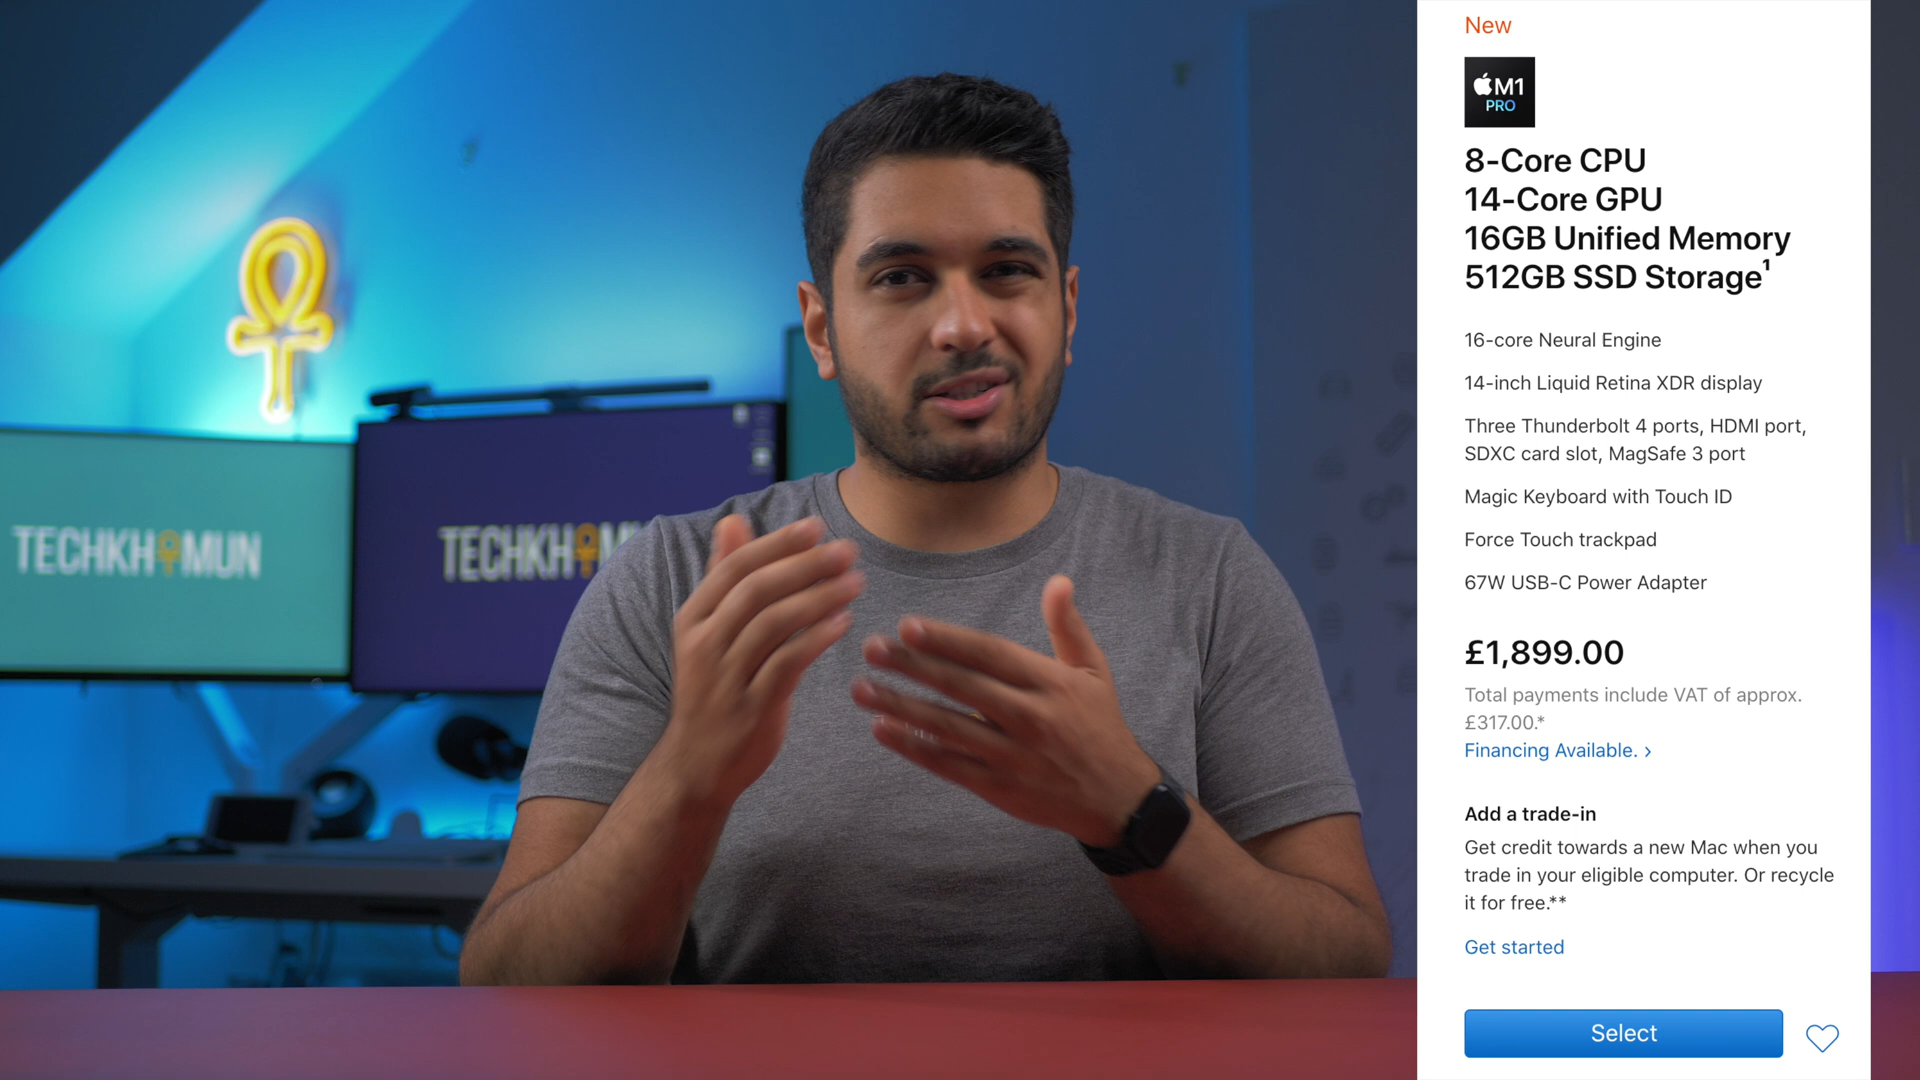 TECHKHAMUN
TECHKHAM
New
M1
PRO
8-Core CPU
14-Core GPU
16GB Unified Memory
512GB SSD Storage¹
16-core Neural Engine
14-inch Liquid Retina XDR display
Three Thunderbolt 4 ports, HDMI port,
SDXC card slot, MagSafe 3 port
Magic Keyboard with Touch ID
Force Touch trackpad
67W USB-C Power Adapter
£1,899.00
Total payments include VAT of approx.
£317.00.*
Financing Available. ›
Add a trade-in
Get credit towards a new Mac when you
trade in your eligible computer. Or recycle
it for free.**
Get started
Select